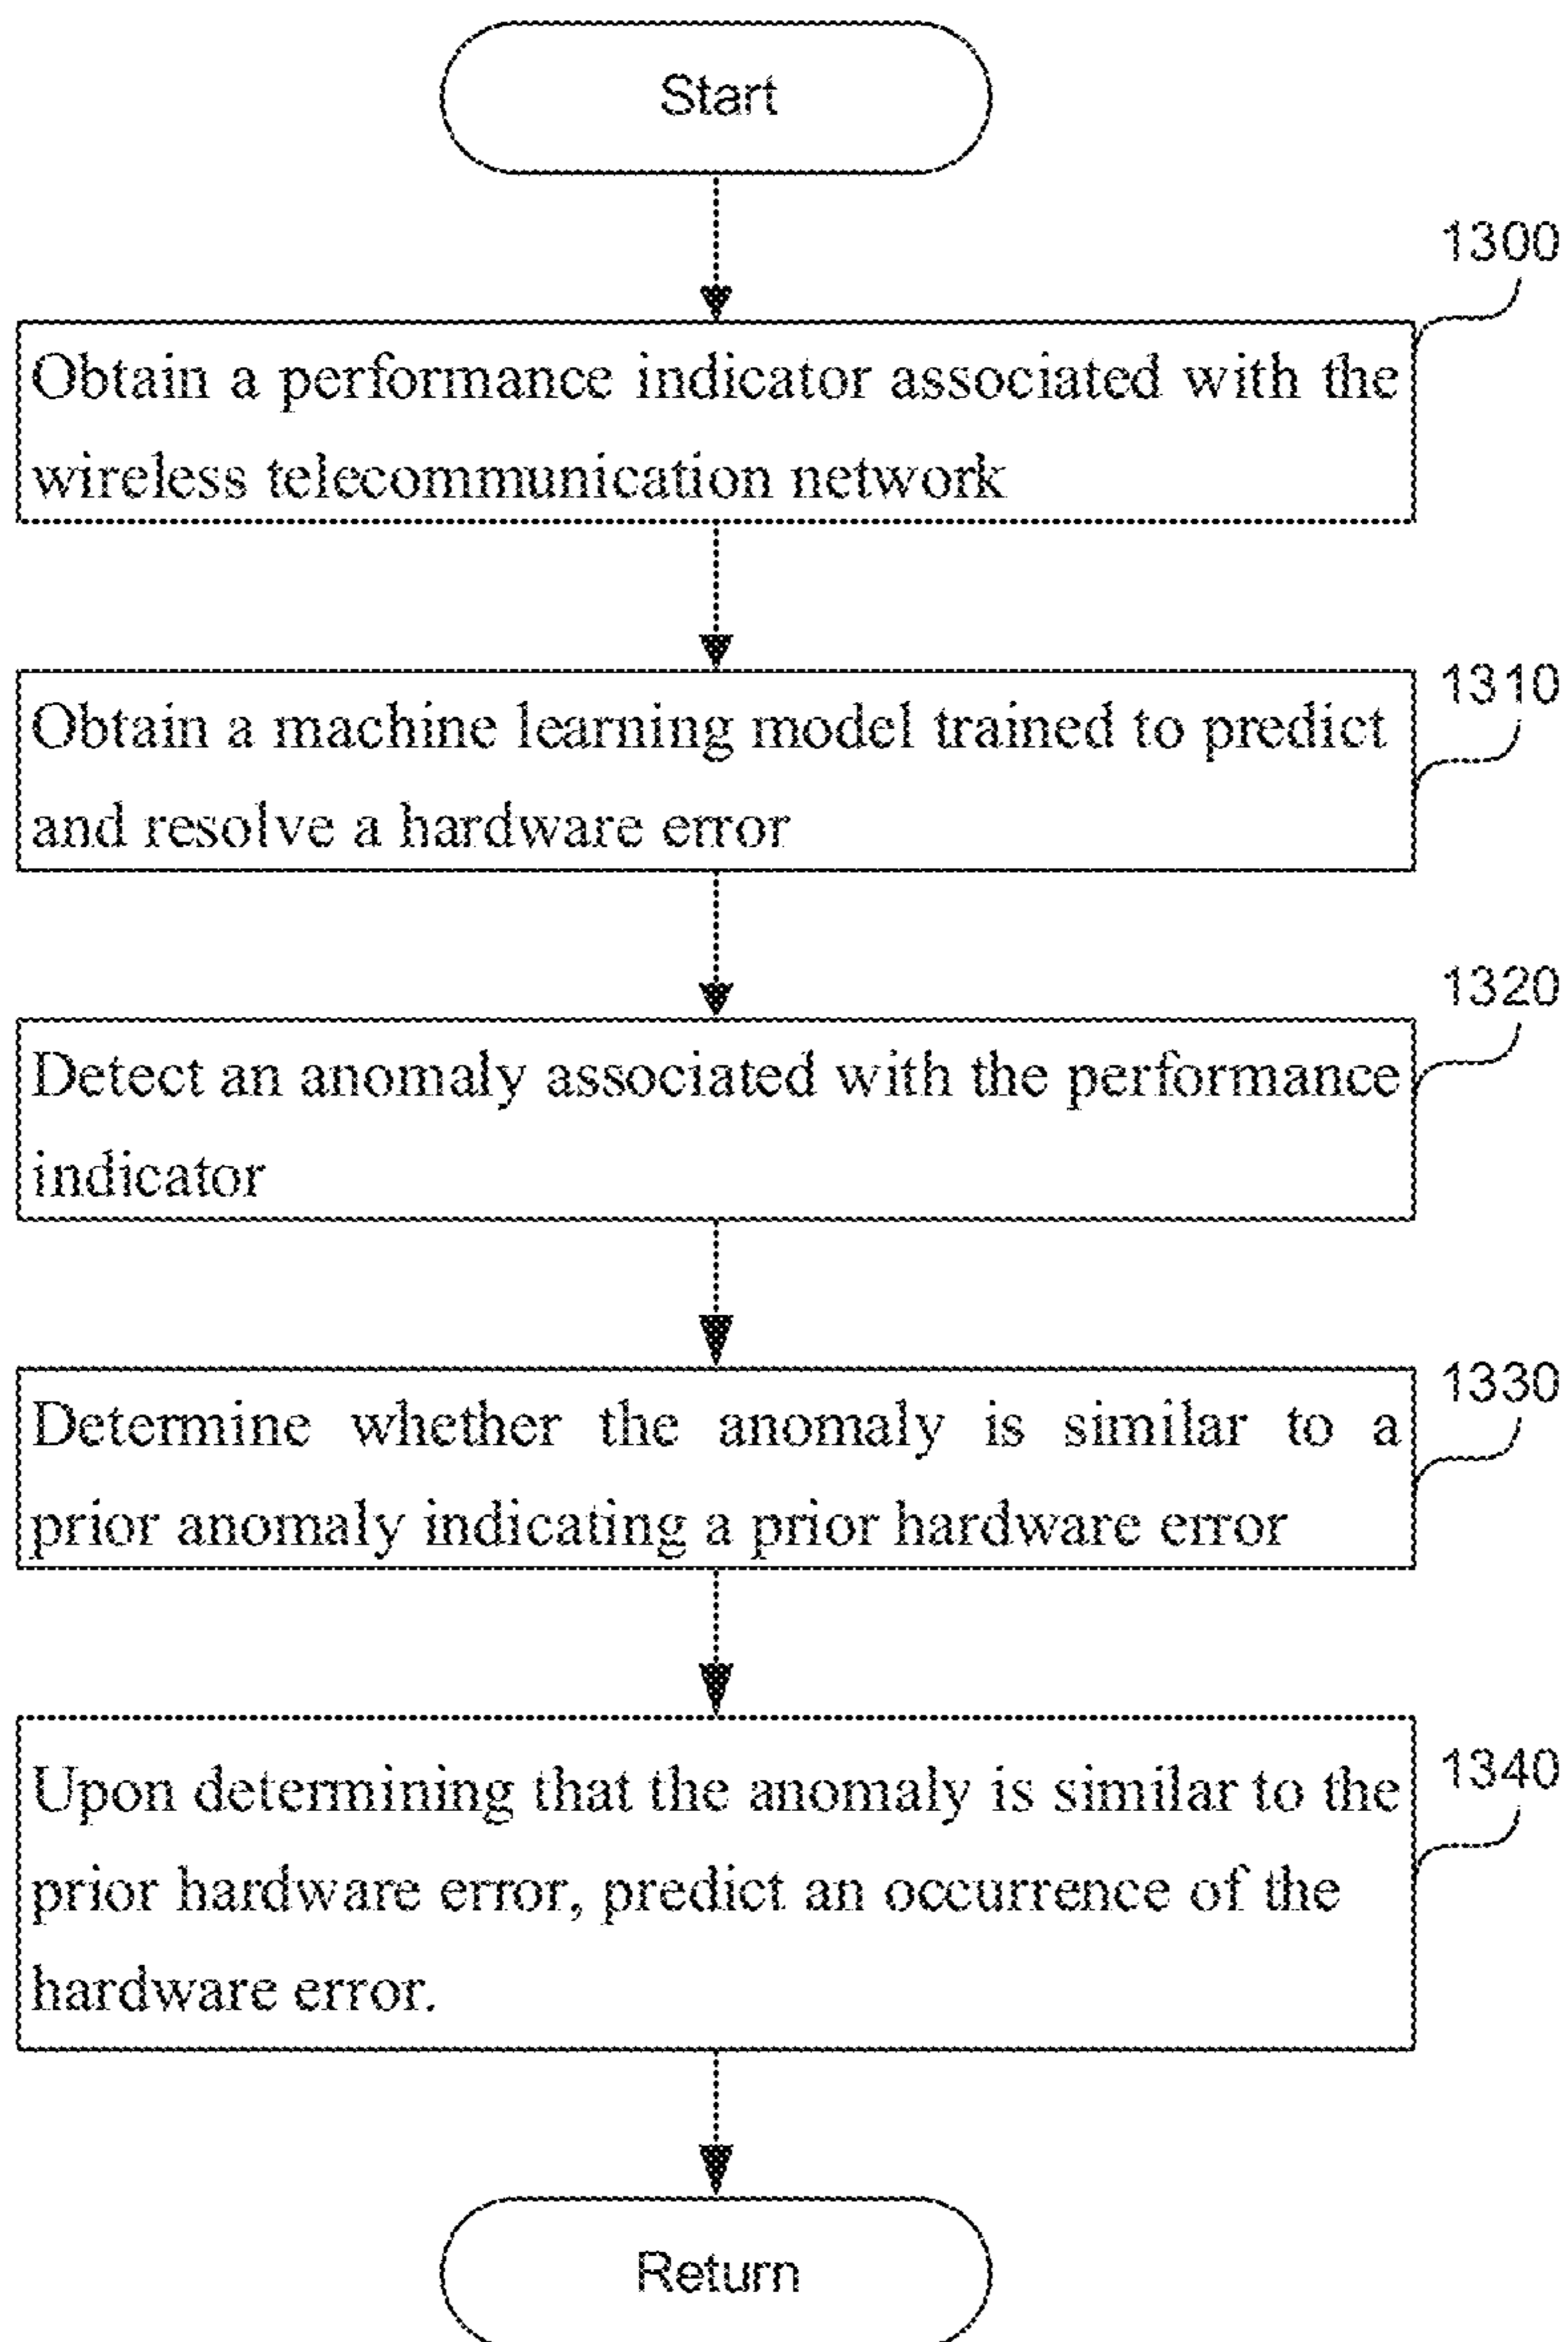 Start
1300
Obtain a performance indicator associated with the
wireless telecommunication network
1310
Obtain a machine learning model trained to predict
and resolve a hardware error
1320
Detect an anomaly associated with the performance
indicator
1330
Determine whether the anomaly is similar to a
prior anomaly indicating a prior hardware error
1340
Upon determining that the anomaly is similar to the
prior hardware error, predict an occurrence of the
hardware error.
Return